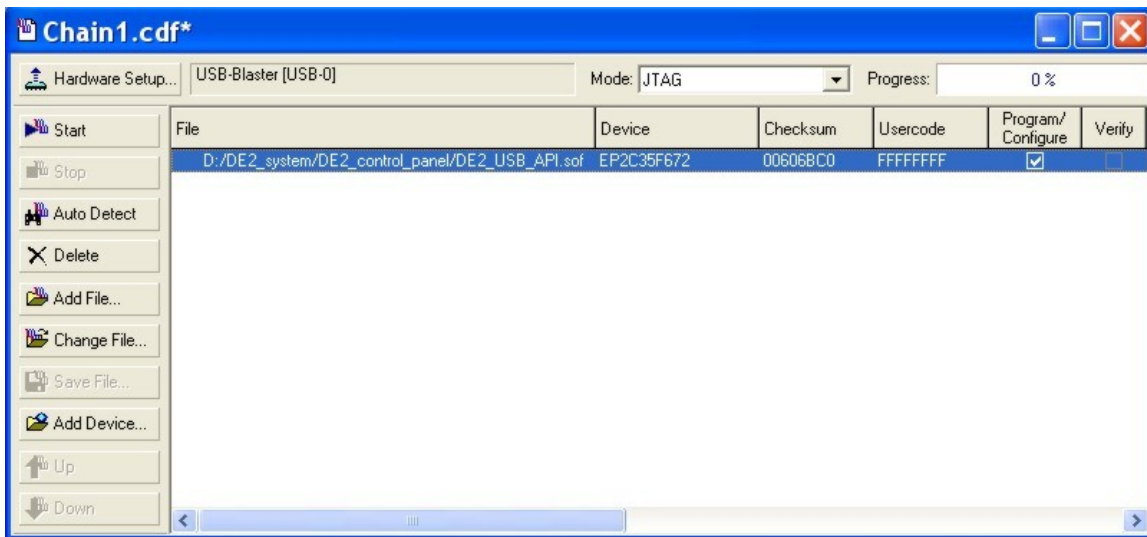 Chain1.cdf*
Hardware Setup... USB-Blaster [USB-0] Mode: JTAG Progress: 0 %
Start File Device Checksum Usercode Program/ Configure Verify
D:/DE2_system/DE2_control_panel/DE2_USB_API.sof EP2C35F672 00606BC0 FFFFFFFF
Stop
Auto Detect
Delete
Add File...
Change File...
Save File...
Add Device...
Up
Down